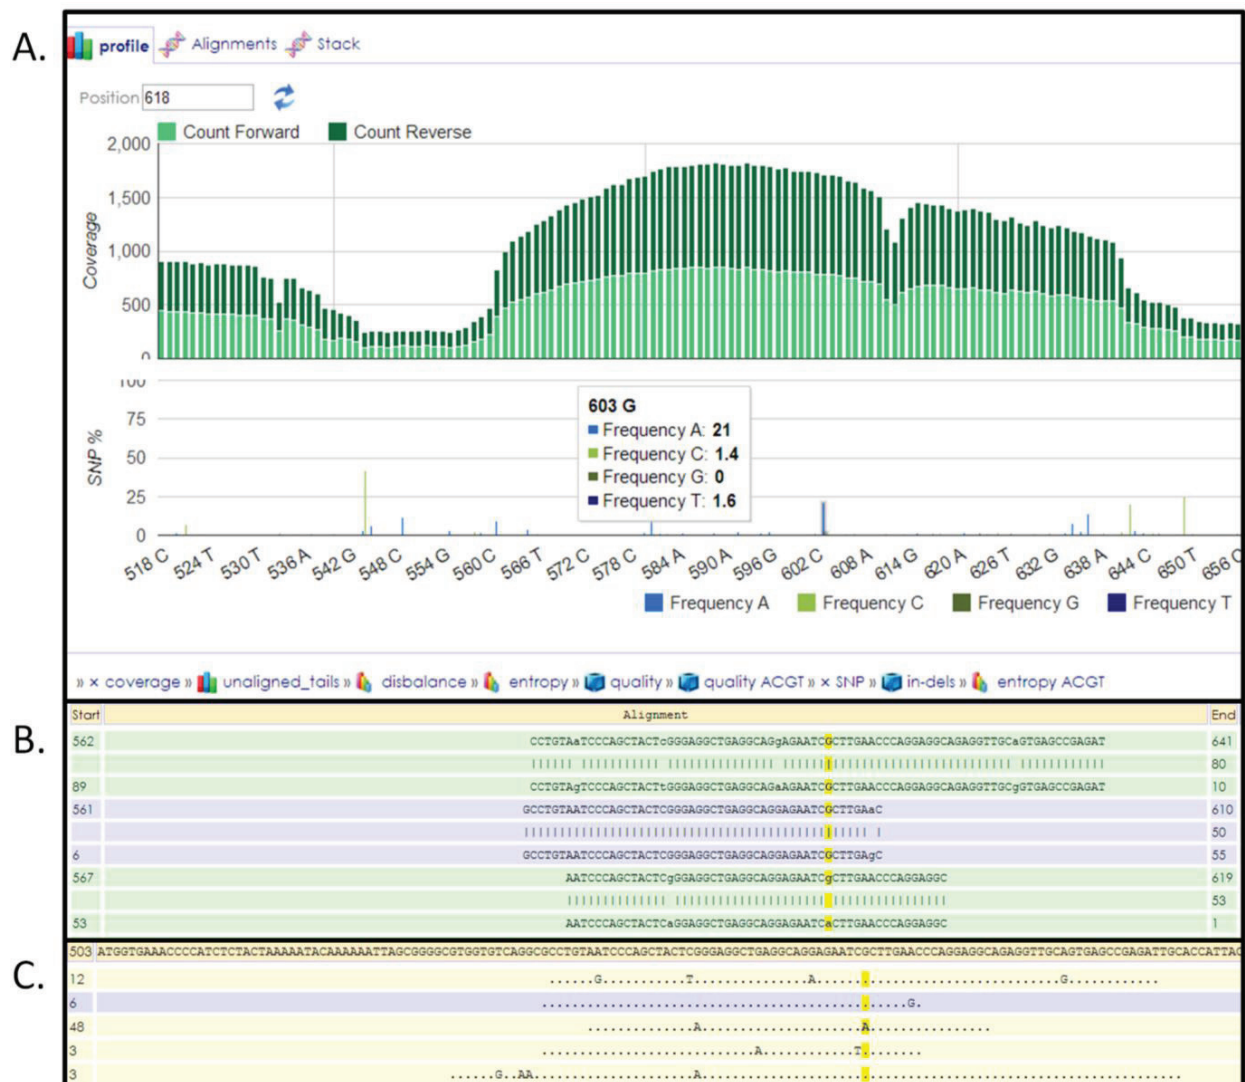 A.
profile Alignments Stack
Position 618
Count Forward Count Reverse
2,000
1,500
1,000
500
0
Coverage
100
75
50
25
0
SNP %
603 G
Frequency A: 21
Frequency C: 1.4
Frequency G: 0
Frequency T: 1.6
518 C 524 T 530 T 536 A 542 G 548 C 554 G 560 C 566 T 572 C 578 C 584 A 590 A 596 G 602 C 608 A 614 G 620 A 626 T 632 G 638 A 644 C 650 T 656 C
Frequency A Frequency C Frequency G Frequency T
» × coverage » unaligned_tails » disbalance » entropy » quality » quality ACGT » × SNP » in-dels » entropy ACGT
B.
Start Alignment End
562 CCTGTAaTCCCAGCTACTcGGGAGGCTGAGGCAGgAGAATCGCTTGAACCCAGGAGGCAGAGGTTGCaGTGAGCCGAGAT 641
80
89 CCTGTAgTCCCAGCTACTtGGGAGGCTGAGGCAGaAGAATCGCTTGAACCCAGGAGGCAGAGGTTGCgGTGAGCCGAGAT 10
561 GCCTGTAATCCCAGCTACTCGGGAGGCTGAGGCAGGAGAATCGCTTGAaC 610
50
6 GCCTGTAATCCCAGCTACTCGGGAGGCTGAGGCAGGAGAATCGCTTGAgC 55
567 AATCCCAGCTACTCgGGAGGCTGAGGCAGGAGAATCgCTTGAACCCAGGAGGC 619
53
53 AATCCCAGCTACTCaGGAGGCTGAGGCAGGAGAATCaCTTGAACCCAGGAGGC 1
C.
503 ATGGTGAAACCCCATCTCTACTAAAAATACAAAAAATTAGCGGGGCGTGGTGTCAGGCGCCTGTAATCCCAGCTACTCGGGAGGCTGAGGCAGGAGAATCGCTTGAACCCAGGAGGCAGAGGTTGCAGTGAGCCGAGATTGCACCATTAC
12 ......G...........T...............A................................G............
6 ................................................G.
48 ..............A.....................A................
3 ............................A............T........
3 ......G..AA.....................A..............................................................